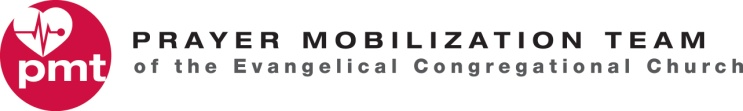 pmt
PRAYER MOBILIZATION TEAM
of the Evangelical Congregational Church